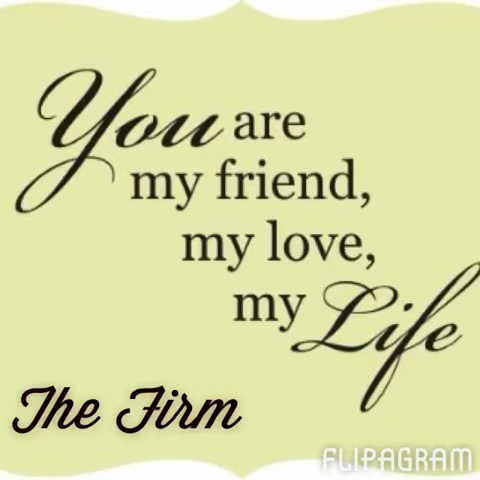 You are
my friend,
my love,
my Life
The Firm
FLIPAGRAM